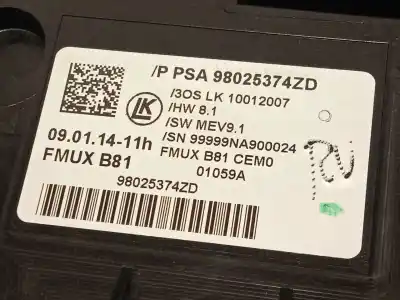 /P PSA 98025374ZD
/3OS LK 10012007
/HW 8.1
/SW MEV9.1
/SN 99999NA900024
FMUX B81 CEM0
01059A
LK
09.01.14-11h
FMUX B81
98025374ZD